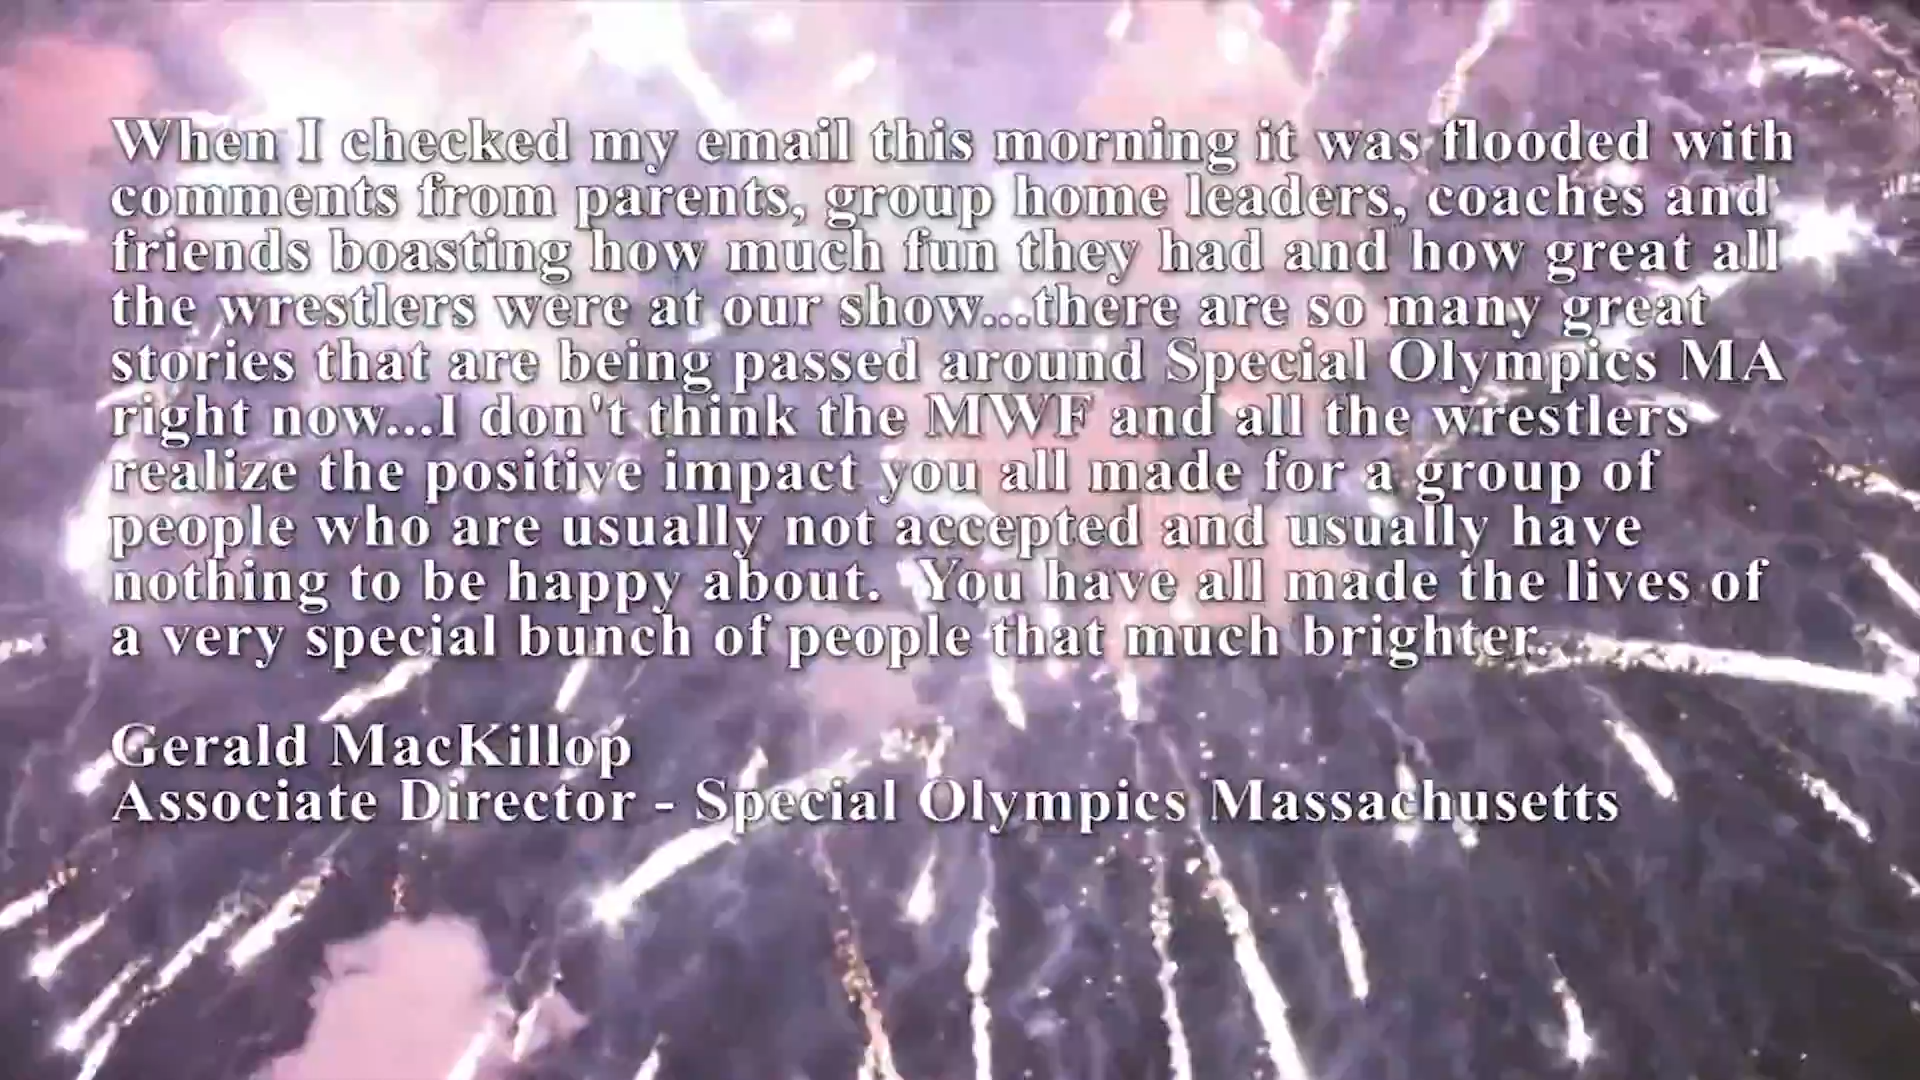 When I checked my email this morning it was flooded with
comments from parents, group home leaders, coaches and
friends boasting how much fun they had and how great all
the wrestlers were at our show...there are so many great
stories that are being passed around Special Olympics MA
right now...I don't think the MWF and all the wrestlers
realize the positive impact you all made for a group of
people who are usually not accepted and usually have
nothing to be happy about.  You have all made the lives of
a very special bunch of people that much brighter.
Gerald MacKillop
Associate Director - Special Olympics Massachusetts